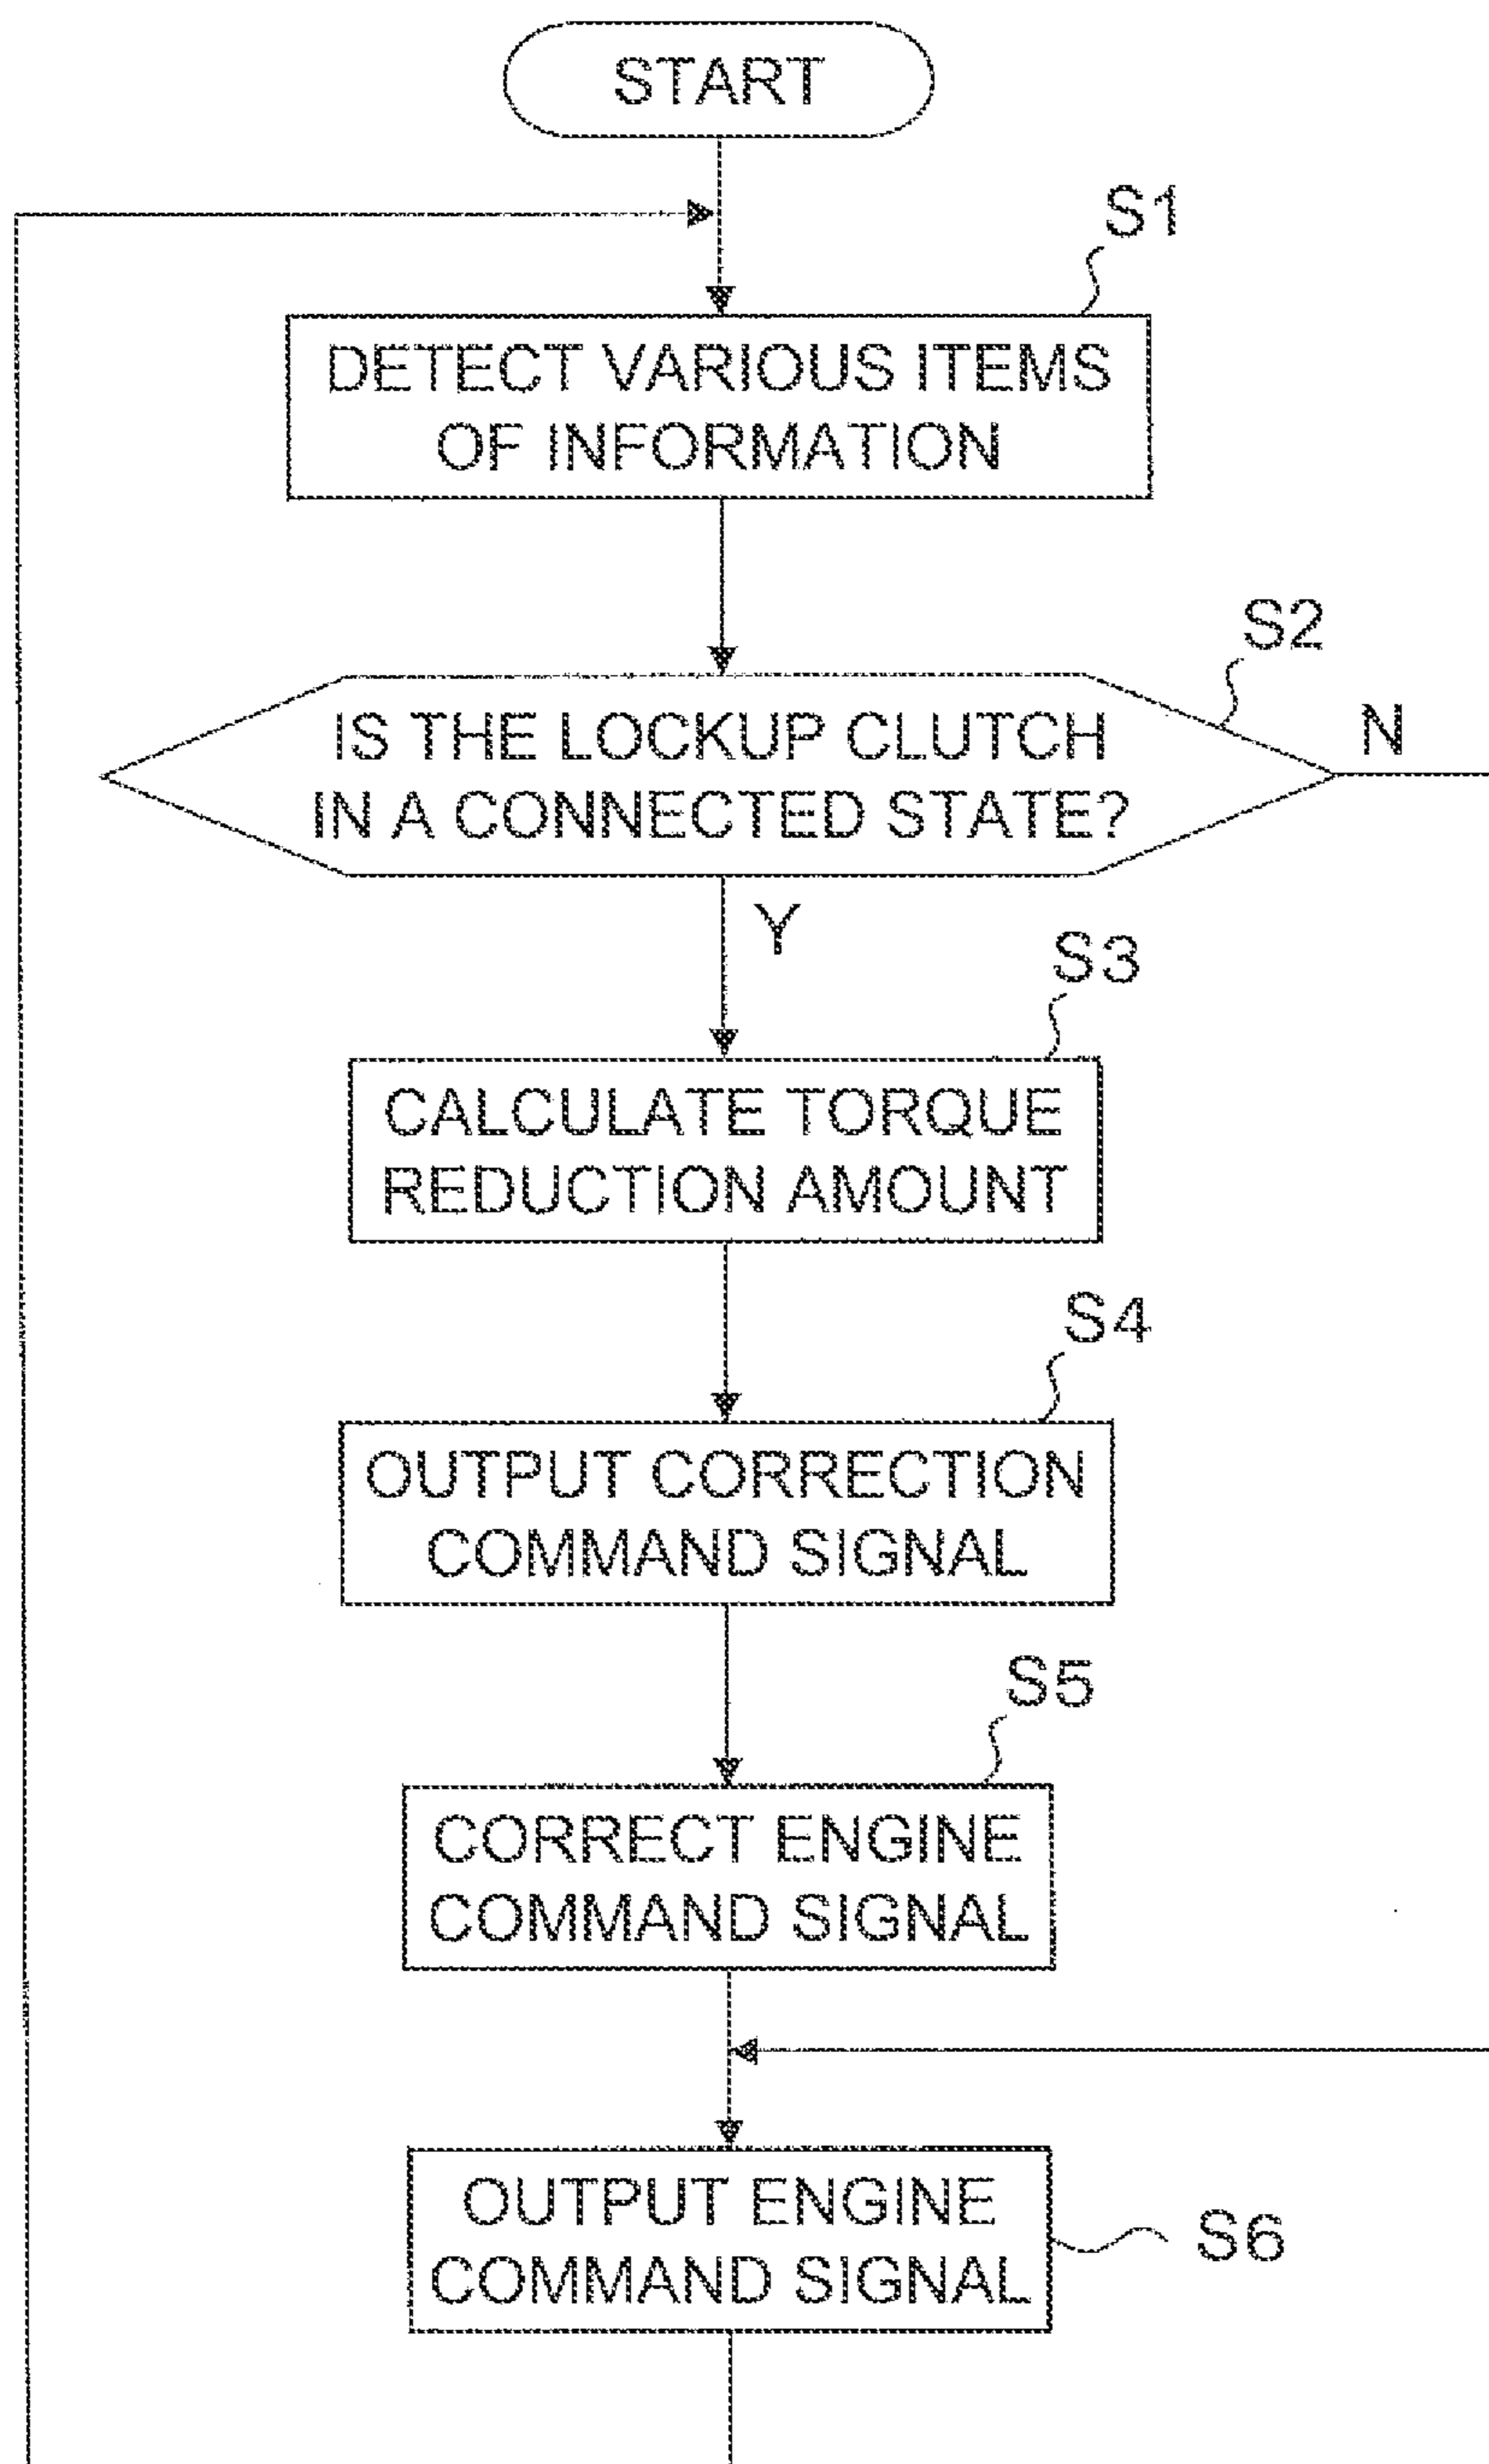 START
S1
DETECT VARIOUS ITEMS
OF INFORMATION
S2
IS THE LOCKUP CLUTCH
IN A CONNECTED STATE?
N
Y
S3
CALCULATE TORQUE
REDUCTION AMOUNT
S4
OUTPUT CORRECTION
COMMAND SIGNAL
S5
CORRECT ENGINE
COMMAND SIGNAL
OUTPUT ENGINE
COMMAND SIGNAL
S6